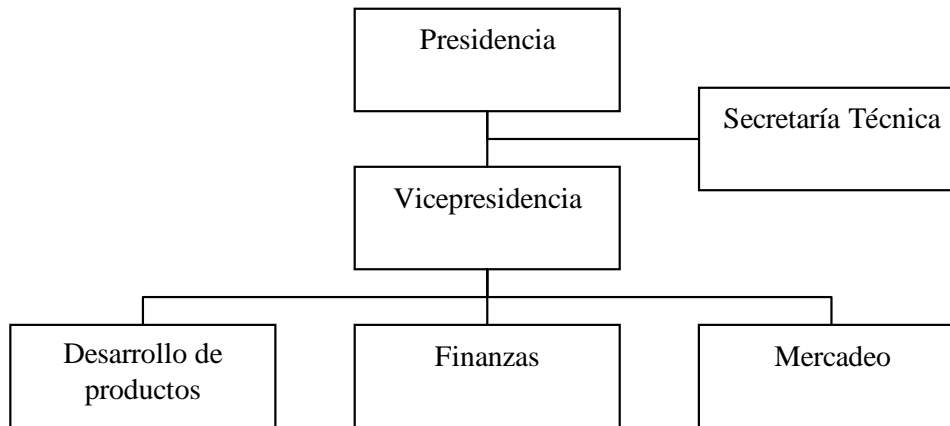 Presidencia
Secretaría Técnica
Vicepresidencia
Desarrollo de
productos
Finanzas
Mercadeo